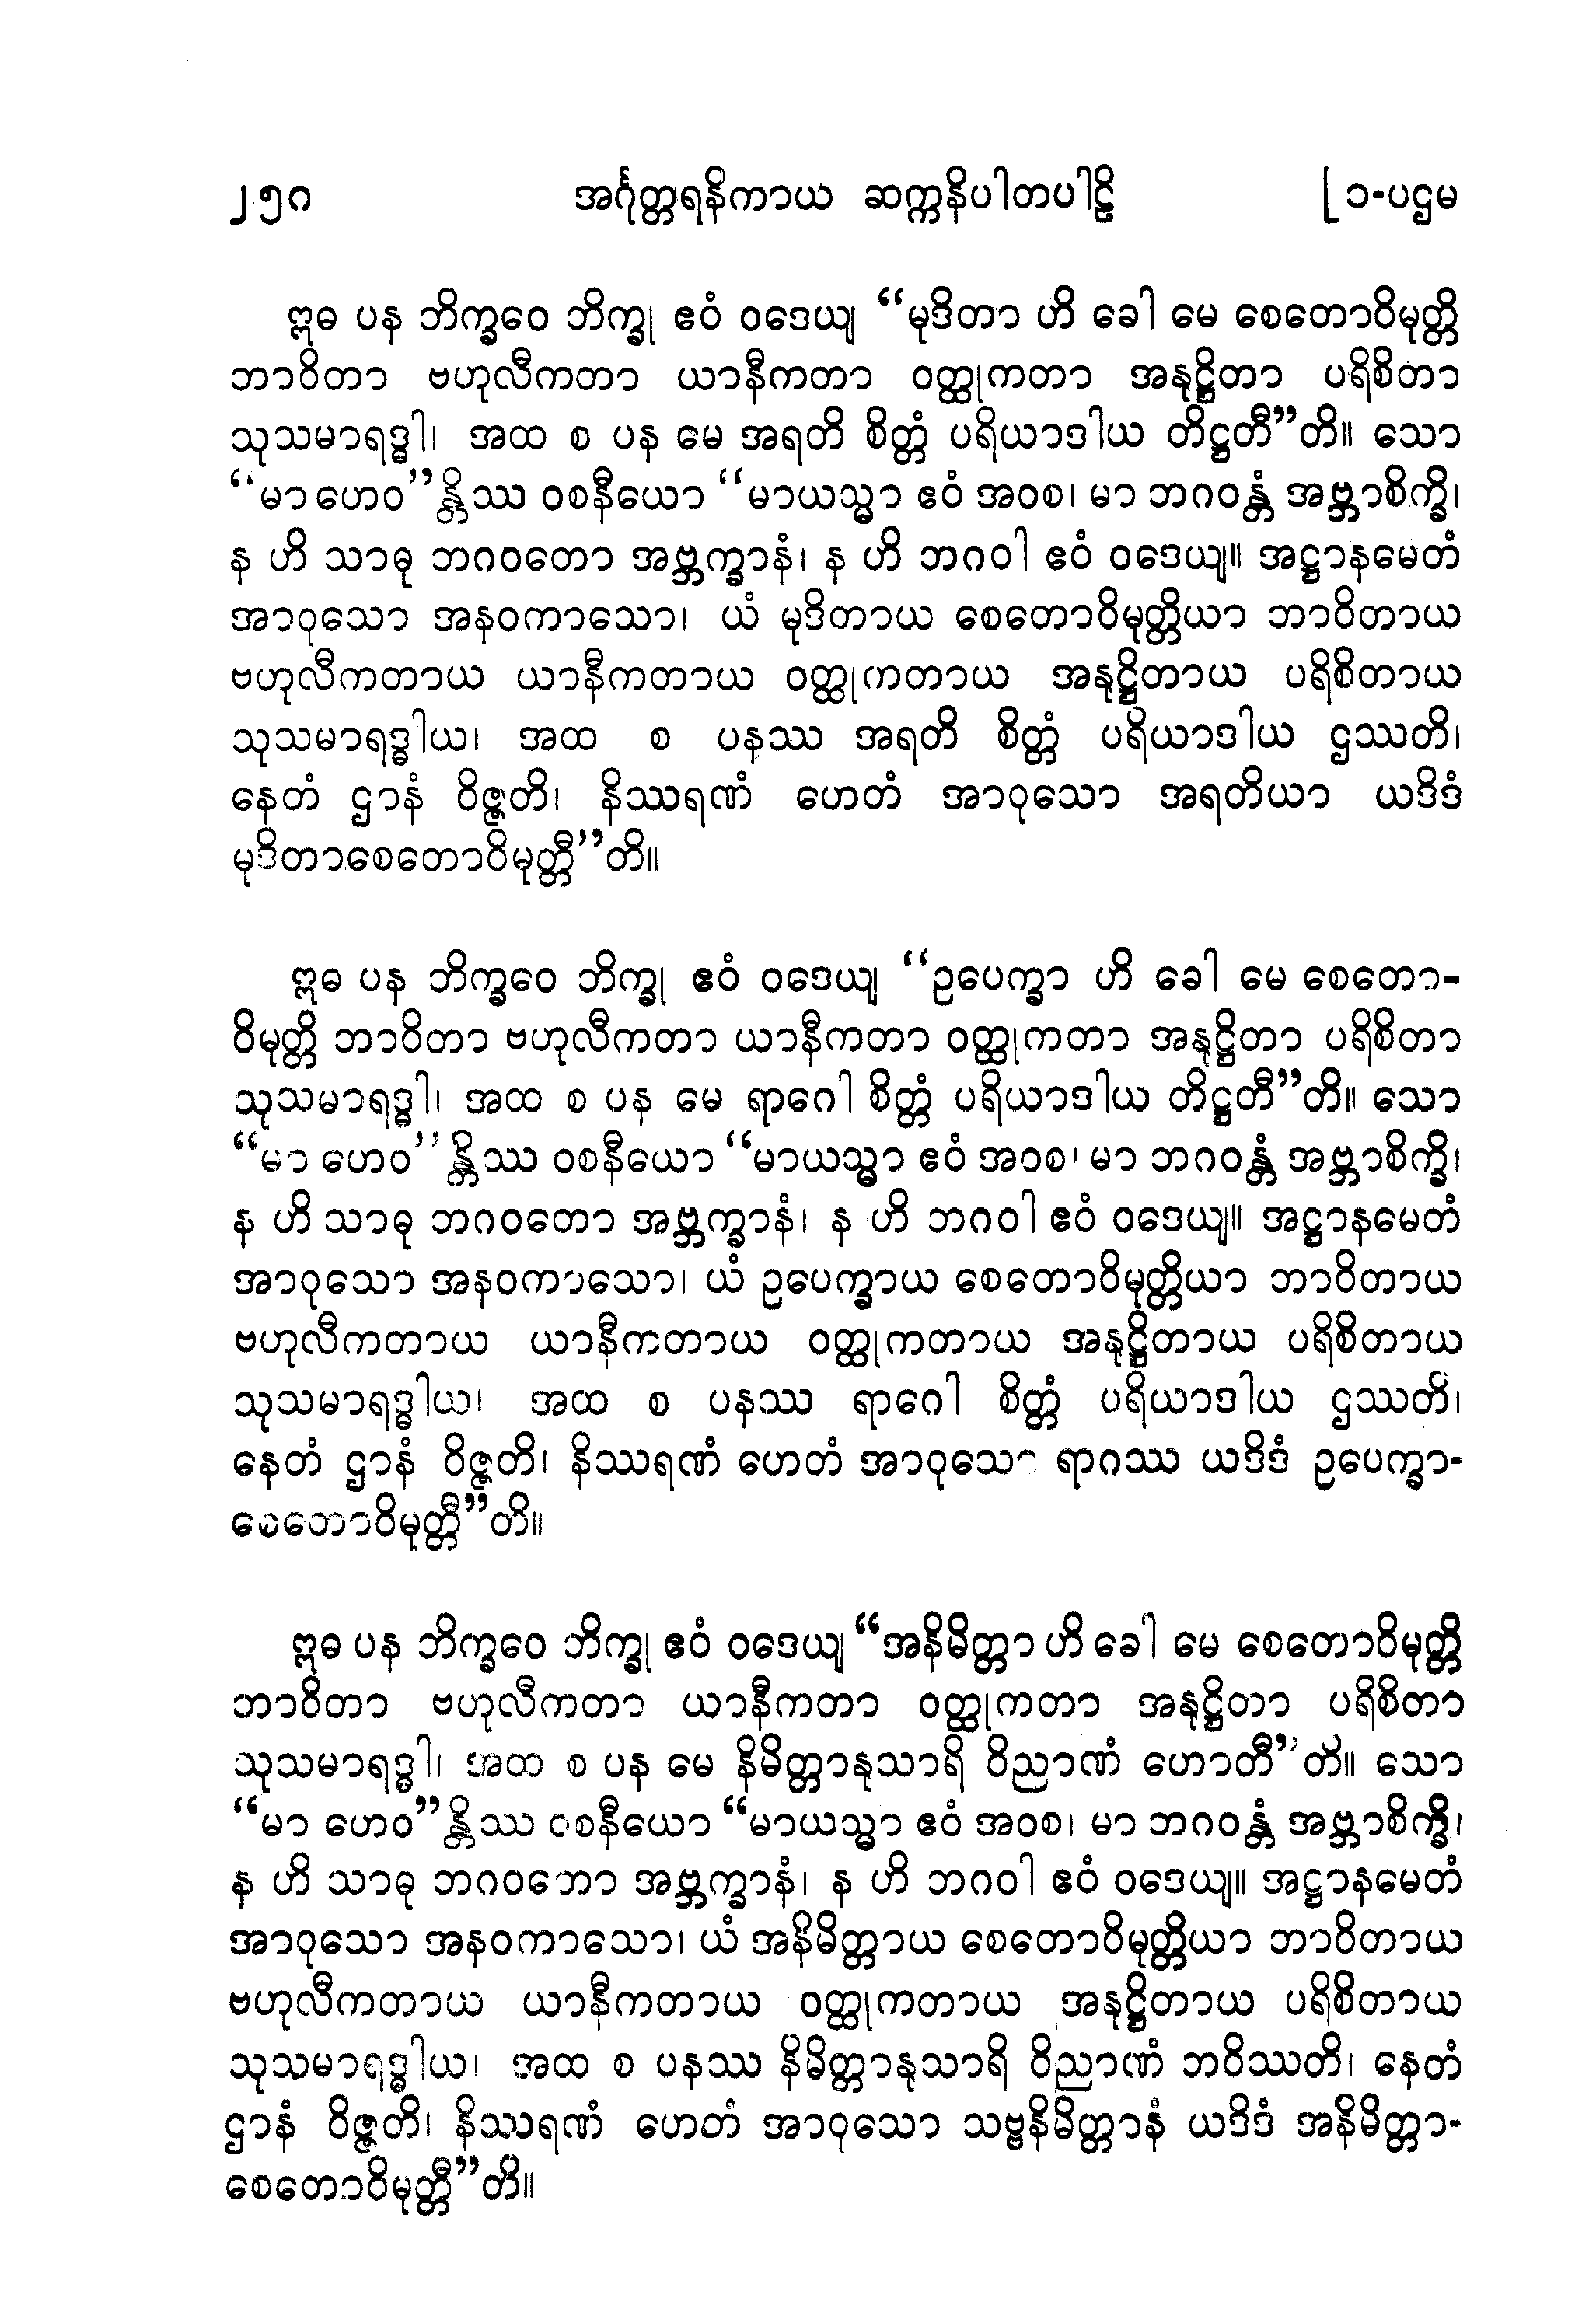 ၂၅၈ အင်္ဂုတ္တရနိကာယ ဆက္ကနိပါတပါဠိ [ ၁-ပဌမ
ဣဓ ပန ဘိက္ခဝေ ဘိက္ခု ဧဝံ ဝဒေယျ “မုဒိတာ ဟိ ခေါ မေ စေတောဝိမုတ္တိ
ဘာဝိတာ ဗဟုလီကတာ ယာနီကတာ ဝတ္ထုကတာ အနုဋ္ဌိတာ ပရိစိတာ
သုသမာရဒ္ဓါ၊ အထ စ ပန မေ အရတိ စိတ္တံ ပရိယာဒါယ တိဋ္ဌတီ”တိ။ သော
“မာ ဟေဝ”န္တိဿ ဝစနီယော “မာယသ္မာ ဧဝံ အဝစ၊ မာ ဘဂဝန္တံ အဗ္ဘာစိက္ခိ၊
န ဟိ သာဓု ဘဂဝတော အဗ္ဘက္ခာနံ၊ န ဟိ ဘဂဝါ ဧဝံ ဝဒေယျ။ အဋ္ဌာနမေတံ
အာဝုသော အနဝကာသော၊ ယံ မုဒိတာယ စေတောဝိမုတ္တိယာ ဘာဝိတာယ
ဗဟုလီကတာယ ယာနီကတာယ ဝတ္ထုကတာယ အနုဋ္ဌိတာယ ပရိစိတာယ
သုသမာရဒ္ဓါယ၊ အထ စ ပနဿ အရတိ စိတ္တံ ပရိယာဒါယ ဌဿတိ၊
နေတံ ဌာနံ ဝိဇ္ဇတိ၊ နိဿရဏံ ဟေတံ အာဝုသော အရတိယာ ယဒိဒံ
မုဒိတာစေတောဝိမုတ္တီ”တိ။
ဣဓ ပန ဘိက္ခဝေ ဘိက္ခု ဧဝံ ဝဒေယျ “ဥပေက္ခာ ဟိ ခေါ မေ စေတော-
ဝိမုတ္တိ ဘာဝိတာ ဗဟုလီကတာ ယာနီကတာ ဝတ္ထုကတာ အနုဋ္ဌိတာ ပရိစိတာ
သုသမာရဒ္ဓါ၊ အထ စ ပန မေ ရာဂေါ စိတ္တံ ပရိယာဒါယ တိဋ္ဌတီ”တိ။ သော
“မာ ဟေဝ”န္တိဿ ဝစနီယော “မာယသ္မာ ဧဝံ အဝစ၊ မာ ဘဂဝန္တံ အဗ္ဘာစိက္ခိ၊
န ဟိ သာဓု ဘဂဝတော အဗ္ဘက္ခာနံ၊ န ဟိ ဘဂဝါ ဧဝံ ဝဒေယျ။ အဋ္ဌာနမေတံ
အာဝုသော အနဝကာသော၊ ယံ ဥပေက္ခာယ စေတောဝိမုတ္တိယာ ဘာဝိတာယ
ဗဟုလီကတာယ ယာနီကတာယ ဝတ္ထုကတာယ အနုဋ္ဌိတာယ ပရိစိတာယ
သုသမာရဒ္ဓါယ၊ အထ စ ပနဿ ရာဂေါ စိတ္တံ ပရိယာဒါယ ဌဿတိ၊
နေတံ ဌာနံ ဝိဇ္ဇတိ၊ နိဿရဏံ ဟေတံ အာဝုသော ရာဂဿ ယဒိဒံ ဥပေက္ခာ-
စေတောဝိမုတ္တီ”တိ။
ဣဓ ပန ဘိက္ခဝေ ဘိက္ခု ဧဝံ ဝဒေယျ “အနိမိတ္တာ ဟိ ခေါ မေ စေတောဝိမုတ္တိ
ဘာဝိတာ ဗဟုလီကတာ ယာနီကတာ ဝတ္ထုကတာ အနုဋ္ဌိတာ ပရိစိတာ
သုသမာရဒ္ဓါ၊ အထ စ ပန မေ နိမိတ္တာနုသာရိ ဝိညာဏံ ဟောတီ”တိ။ သော
“မာ ဟေဝ”န္တိဿ ဝစနီယော “မာယသ္မာ ဧဝံ အဝစ၊ မာ ဘဂဝန္တံ အဗ္ဘာစိက္ခိ၊
န ဟိ သာဓု ဘဂဝတော အဗ္ဘက္ခာနံ၊ န ဟိ ဘဂဝါ ဧဝံ ဝဒေယျ။ အဋ္ဌာနမေတံ
အာဝုသော အနဝကာသော၊ ယံ အနိမိတ္တာယ စေတောဝိမုတ္တိယာ ဘာဝိတာယ
ဗဟုလီကတာယ ယာနီကတာယ ဝတ္ထုကတာယ အနုဋ္ဌိတာယ ပရိစိတာယ
သုသမာရဒ္ဓါယ၊ အထ စ ပနဿ နိမိတ္တာနုသာရိ ဝိညာဏံ ဘဝိဿတိ၊ နေတံ
ဌာနံ ဝိဇ္ဇတိ၊ နိဿရဏံ ဟေတံ အာဝုသော သဗ္ဗနိမိတ္တာနံ ယဒိဒံ အနိမိတ္တာ-
စေတောဝိမုတ္တီ”တိ။